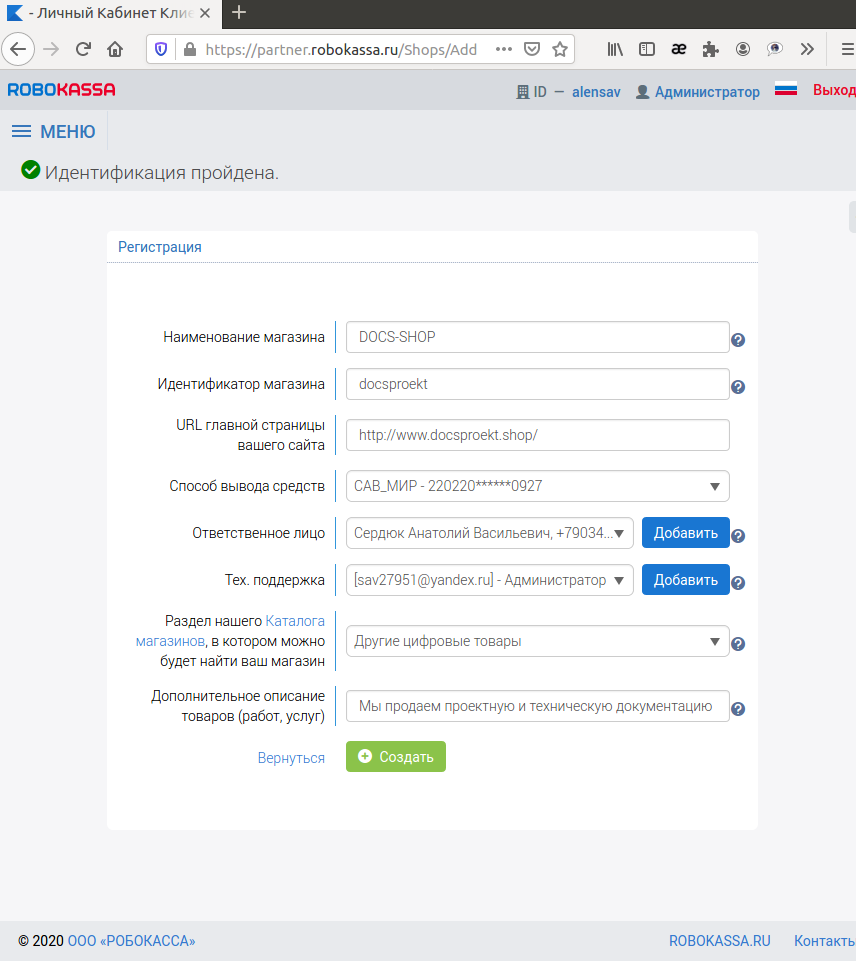 - Личный Кабинет Клие
https://partner.robokassa.ru/Shops/Add
ROBOKASSA
ID — alensav Администратор Выход
МЕНЮ
Идентификация пройдена.
Регистрация
Наименование магазина DOCS-SHOP
Идентификатор магазина docsproekt
URL главной страницы
вашего сайта http://www.docsproekt.shop/
Способ вывода средств САВ_МИР - 220220******0927
Ответственное лицо Сердюк Анатолий Васильевич, +79034... Добавить
Тех. поддержка [sav27951@yandex.ru] - Администратор Добавить
Раздел нашего Каталога
магазинов, в котором можно Другие цифровые товары
будет найти ваш магазин
Дополнительное описание
товаров (работ, услуг) Мы продаем проектную и техническую документацию
Вернуться Создать
© 2020 ООО «РОБОКАССА» ROBOKASSA.RU Контакты